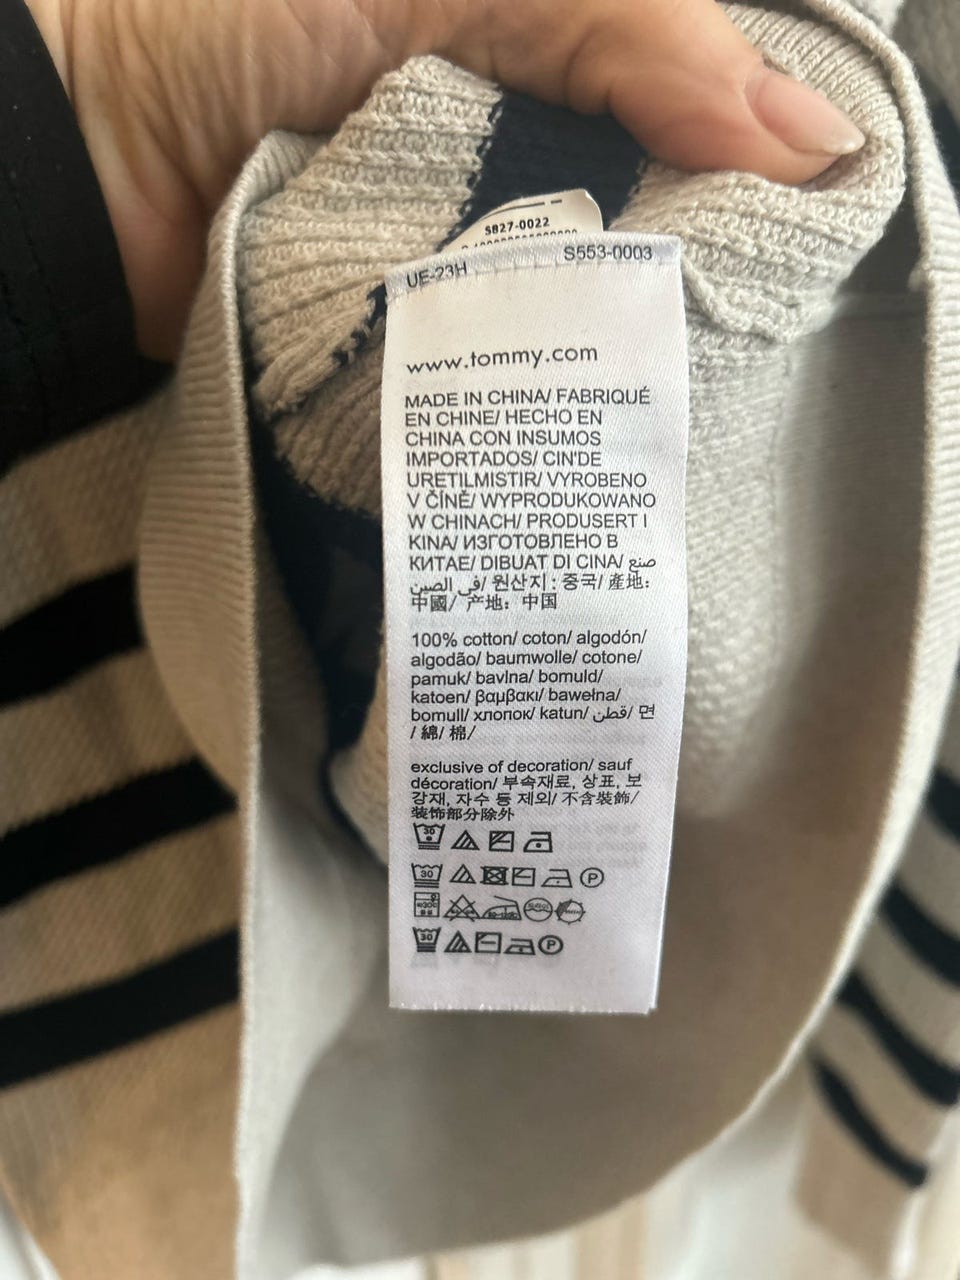 S827-0022
UE-23H
S553-0003
www.tommy.com
MADE IN CHINA/ FABRIQUÉ
EN CHINE/ HECHO EN
CHINA CON INSUMOS
IMPORTADOS/ CIN'DE
URETILMISTIR/ VYROBENO
V ČÍNĚ/ WYPRODUKOWANO
W CHINACH/ PRODUSERT I
KINA/ ИЗГОТОВЛЕНО В
КИТАЕ/ DIBUAT DI CINA/ صنع
في الصين/ 원산지: 중국/ 產地:
中國/ 产地: 中国
100% cotton/ coton/ algodón/
algodão/ baumwolle/ cotone/
pamuk/ bavlna/ bomuld/
katoen/ βαμβακι/ bawełna/
bomull/ хлопок/ katun/ قطن/ 면
/ 綿/ 棉/
exclusive of decoration/ sauf
décoration/ 부속재료, 상표, 보
강재, 자수 등 제외/ 不含裝飾/
装饰部分除外
30
30 P
30 P